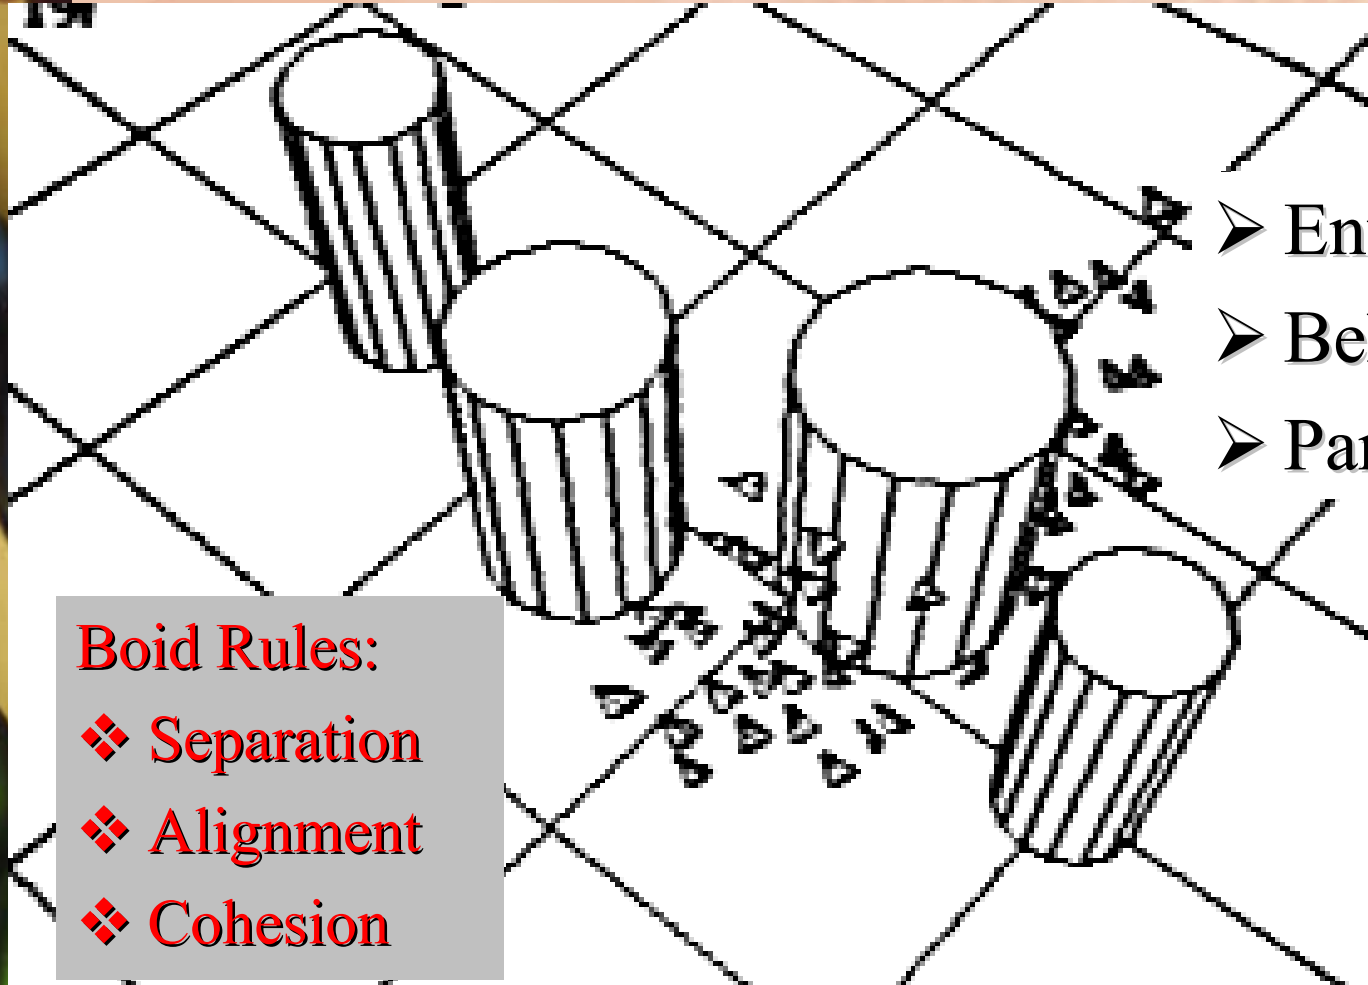 Boid Rules:
❖ Separation
❖ Alignment
❖ Cohesion